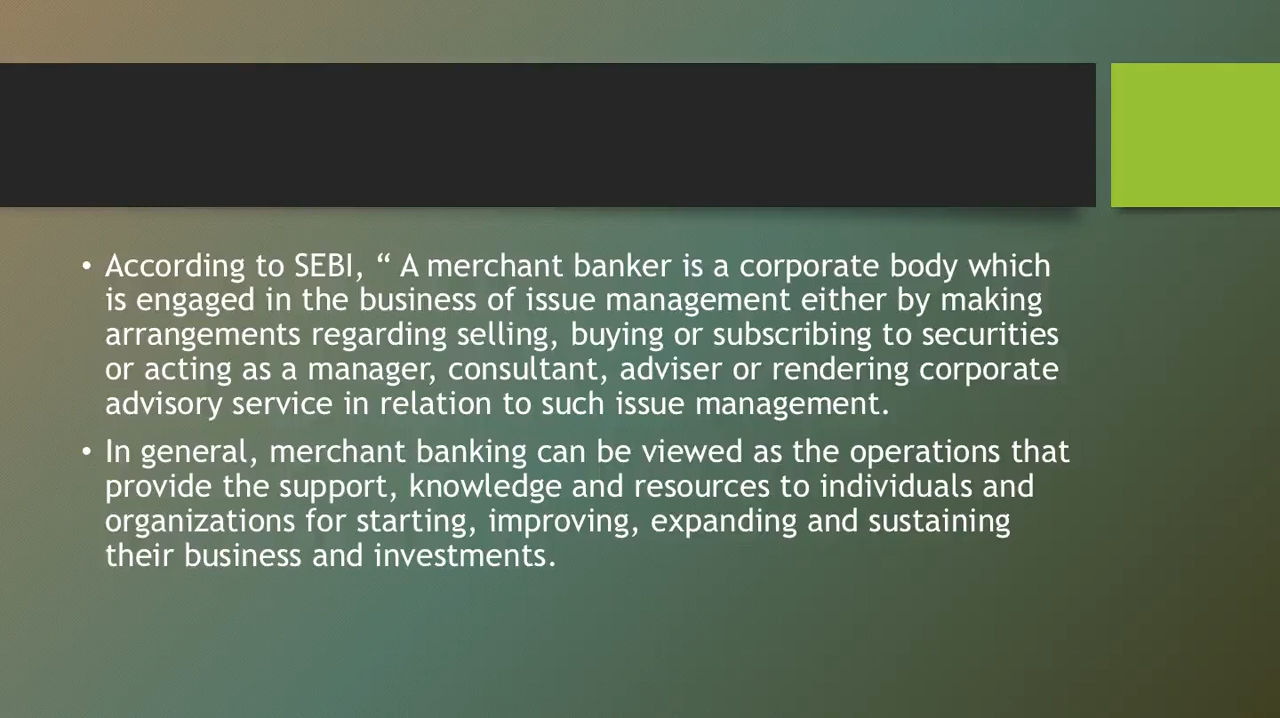 • According to SEBI, “ A merchant banker is a corporate body which
is engaged in the business of issue management either by making
arrangements regarding selling, buying or subscribing to securities
or acting as a manager, consultant, adviser or rendering corporate
advisory service in relation to such issue management.
• In general, merchant banking can be viewed as the operations that
provide the support, knowledge and resources to individuals and
organizations for starting, improving, expanding and sustaining
their business and investments.